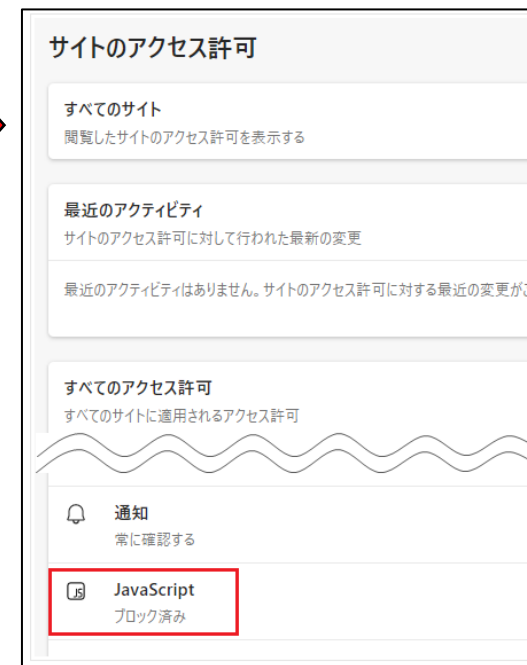 サイトのアクセス許可
すべてのサイト
閲覧したサイトのアクセス許可を表示する
最近のアクティビティ
サイトのアクセス許可に対して行われた最新の変更
最近のアクティビティはありません。サイトのアクセス許可に対する最近の変更が
すべてのアクセス許可
すべてのサイトに適用されるアクセス許可
通知
常に確認する
JS
JavaScript
ブロック済み